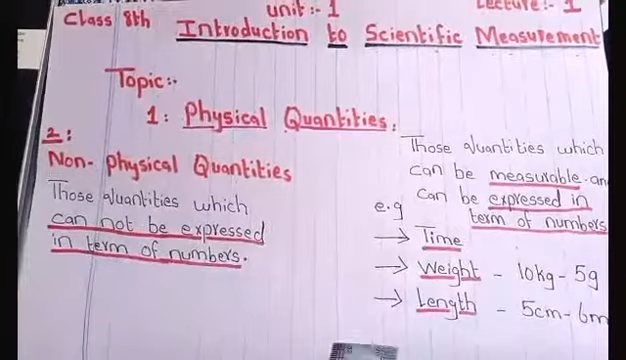 Class 8th
unit:- 1
Lecture:- 1
Introduction to Scientific Measurement
Topic:-
1: Physical Quantities.
2:
Non- Physical Quantities
Those Quantities which
can not be expressed
in term of numbers.
Those Quantities which
can be measurable an
can be expressed in
term of numbers
e.g
→ Time
→ Weight - 10kg - 5g
→ Length - 5cm - 6m